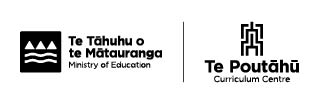 Te Tāhuhu o
te Mātauranga
Ministry of Education
Te Poutāhū
Curriculum Centre